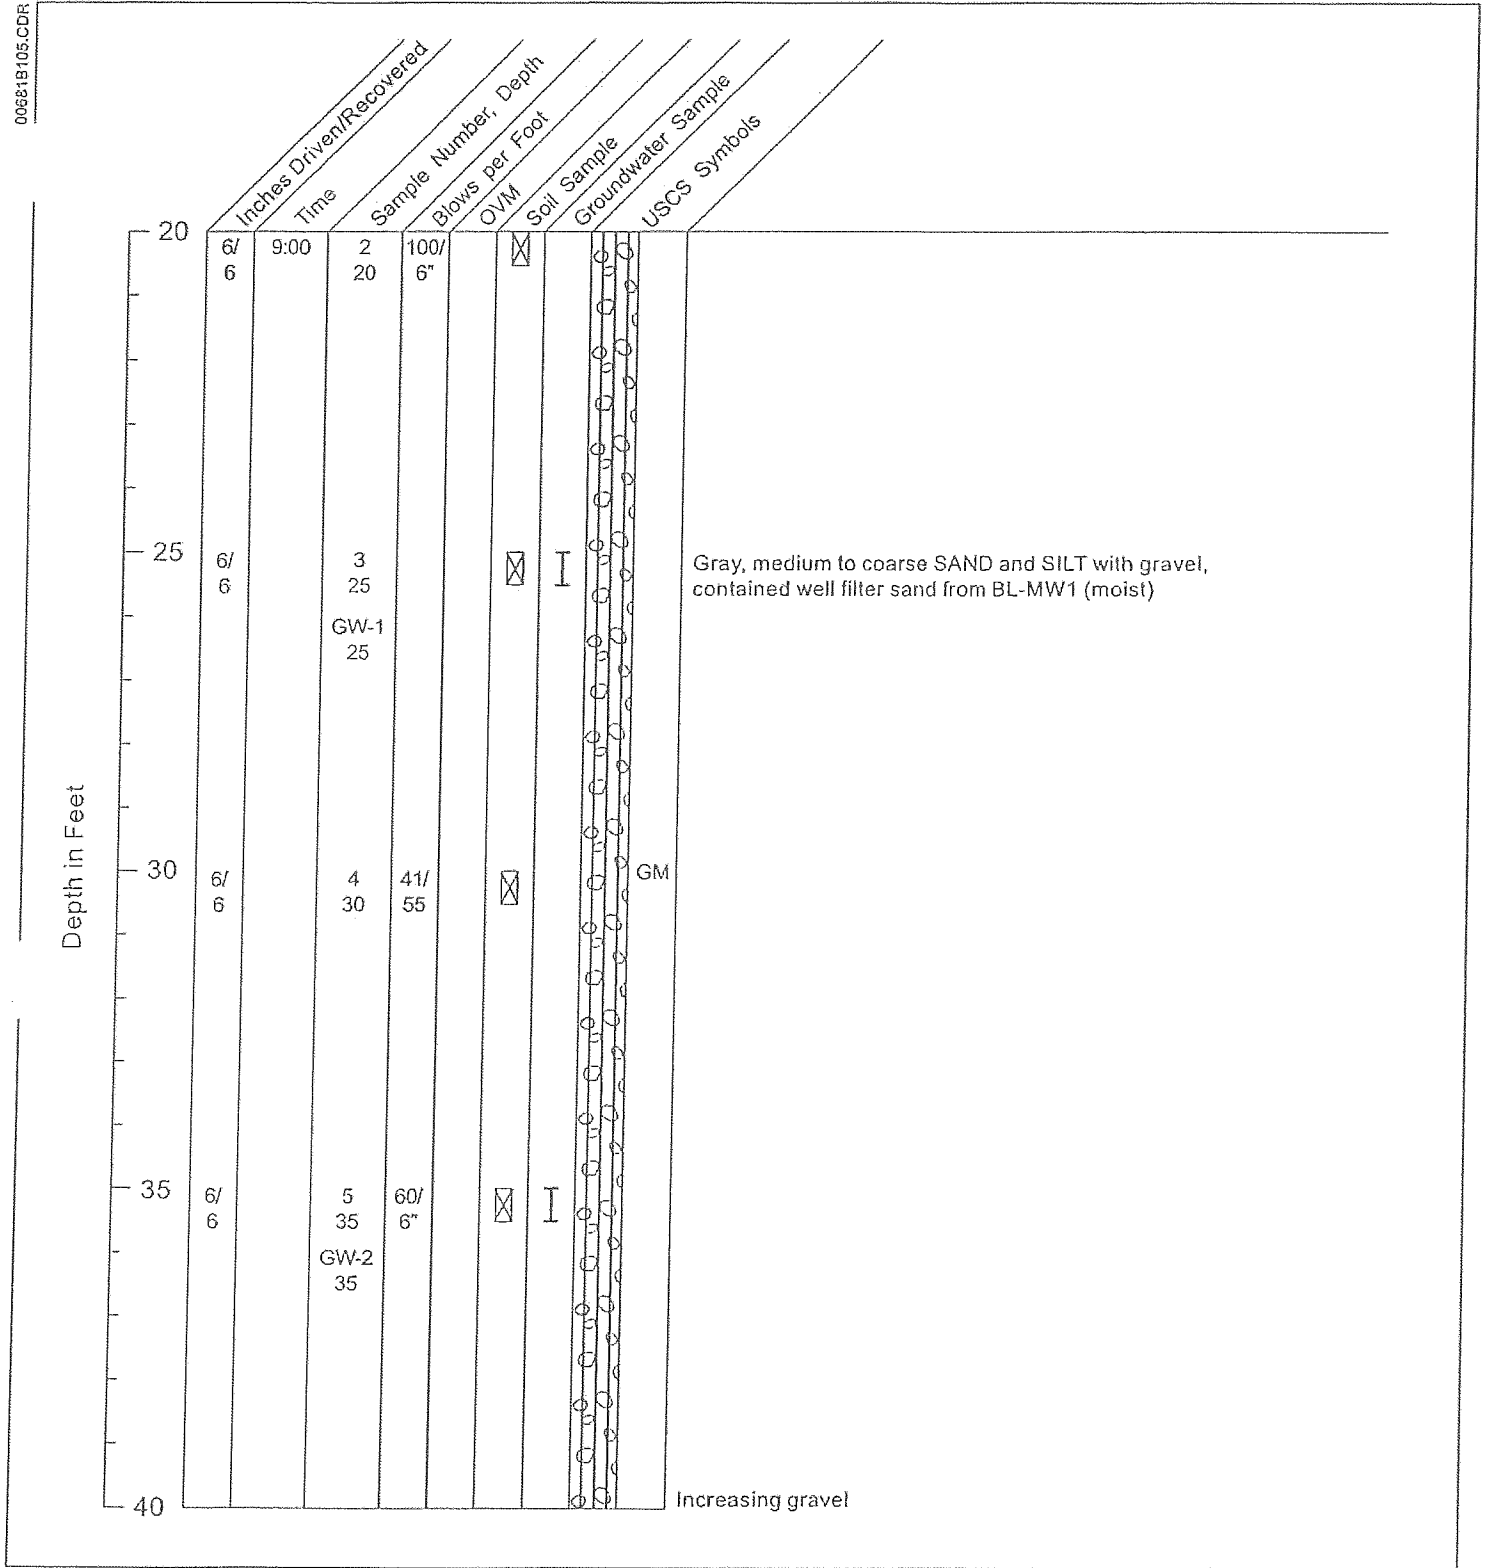 00681B105.CDR
Inches Driven/Recovered
Time
Sample Number, Depth
Blows per Foot
OVM
Soil Sample
Groundwater Sample
USCS Symbols
Depth in Feet
20
6/
6
9:00
2
20
100/
6"
25
6/
6
3
25
GW-1
25
Gray, medium to coarse SAND and SILT with gravel,
contained well filter sand from BL-MW1 (moist)
30
6/
6
4
30
41/
55
GM
35
6/
6
5
35
60/
6"
GW-2
35
40
Increasing gravel